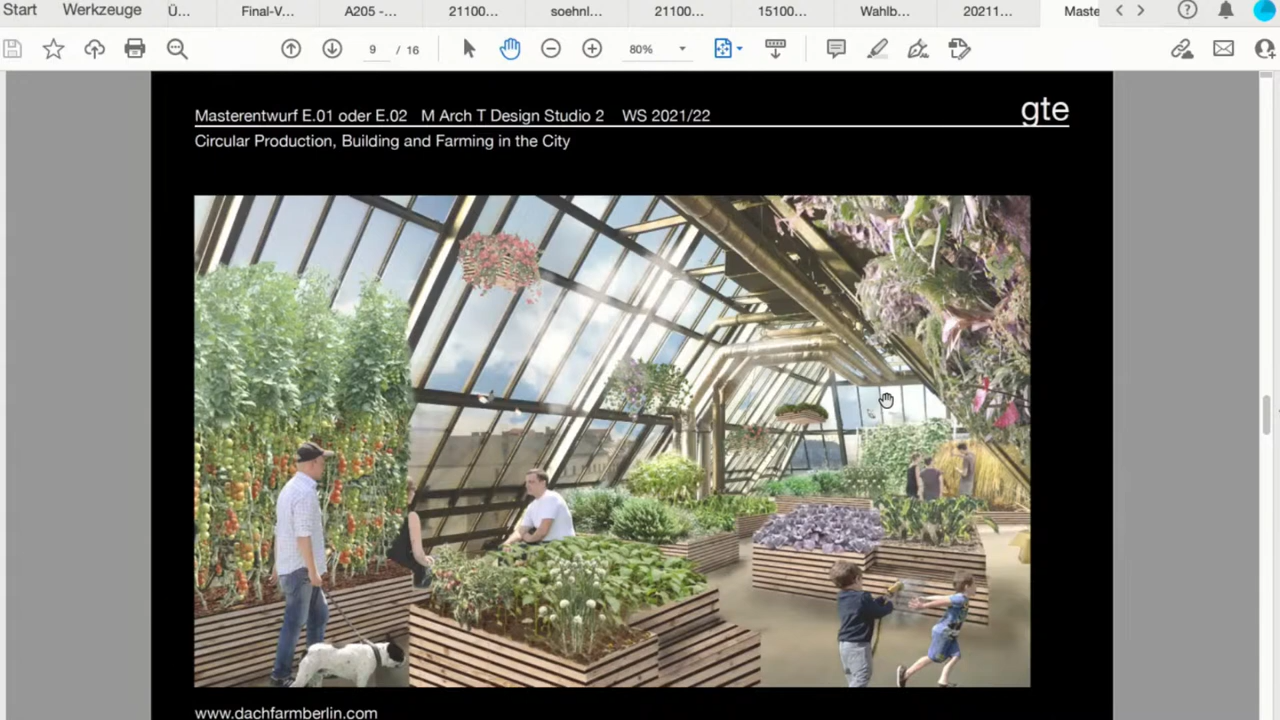 Start Werkzeuge Ü... Final-V... A205 -... 21100... soehnl... 21100... 15100... Wahlb... 20211... Maste
9 / 16 80%
Masterentwurf E.01 oder E.02 M Arch T Design Studio 2 WS 2021/22 gte
Circular Production, Building and Farming in the City
www.dachfarmberlin.com